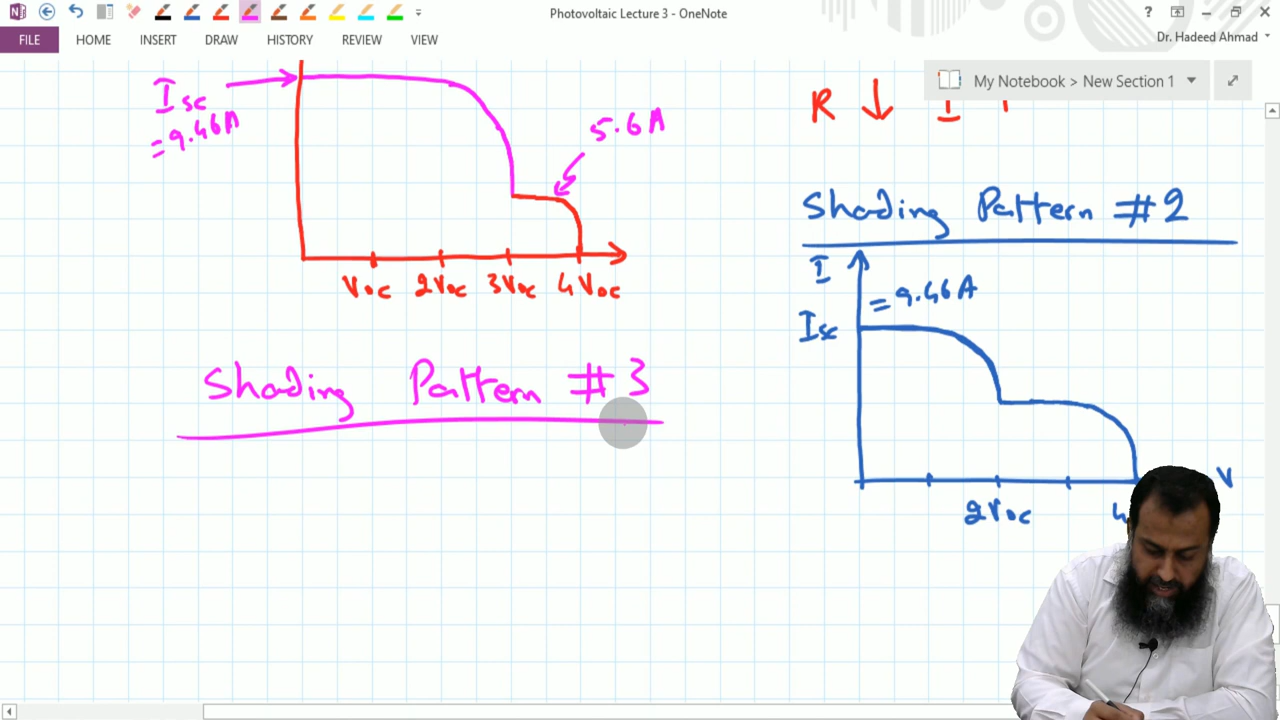 Photovoltaic Lecture 3 - OneNote
FILE HOME INSERT DRAW HISTORY REVIEW VIEW
Dr. Hadeed Ahmad
My Notebook > New Section 1
Isc
= 9.46A
5.6A
Voc 2Voc 3Voc 4Voc
Shading Pattern #3
R ↓ I
Shading Pattern #2
I
= 9.46A
Isc
V
2Voc 4